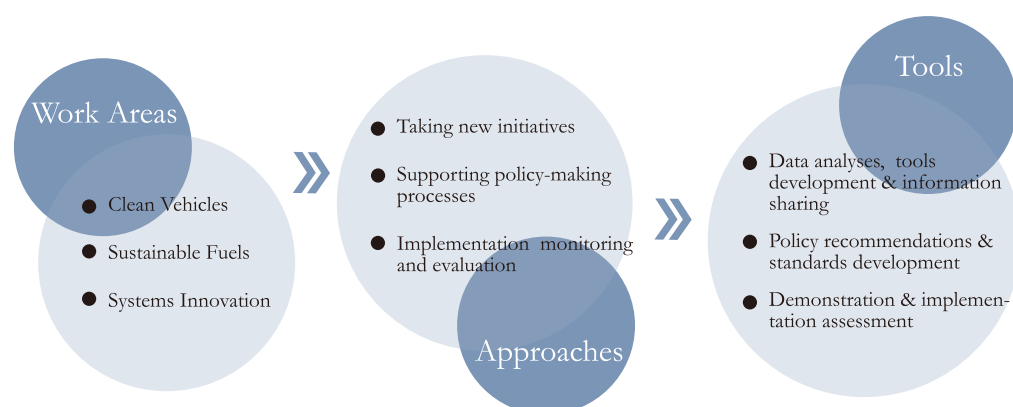 Work Areas
Clean Vehicles
Sustainable Fuels
Systems Innovation
Taking new initiatives
Supporting policy-making
processes
Implementation monitoring
and evaluation
Approaches
Tools
Data analyses, tools
development & information
sharing
Policy recommendations &
standards development
Demonstration & implemen-
tation assessment